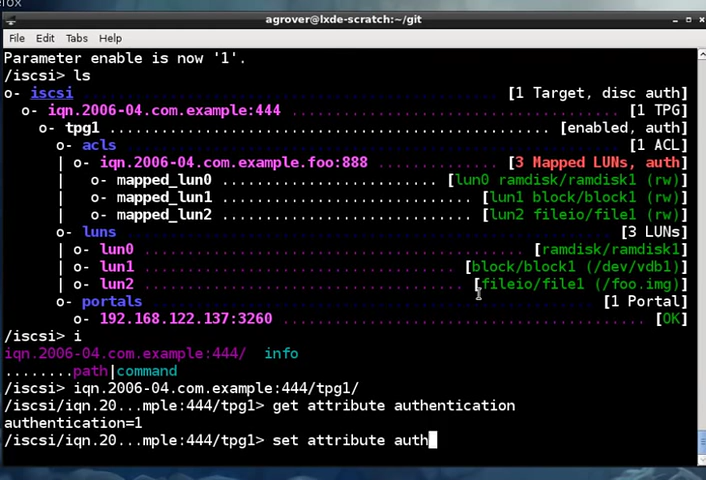 efox
agrover@lxde-scratch:~/git
File Edit Tabs Help
Parameter enable is now '1'.
/iscsi> ls
o- iscsi ........................................................ [1 Target, disc auth]
o- iqn.2006-04.com.example:444 ........................................ [1 TPG]
o- tpg1 .................................................. [enabled, auth]
o- acls ........................................................ [1 ACL]
| o- iqn.2006-04.com.example.foo:888 .............. [3 Mapped LUNs, auth]
| o- mapped_lun0 ......................... [lun0 ramdisk/ramdisk1 (rw)]
| o- mapped_lun1 ............................. [lun1 block/block1 (rw)]
| o- mapped_lun2 ............................. [lun2 fileio/file1 (rw)]
o- luns ........................................................ [3 LUNs]
| o- lun0 .............................................. [ramdisk/ramdisk1]
| o- lun1 ..................................... [block/block1 (/dev/vdb1)]
| o- lun2 ...................................... [fileio/file1 (/foo.img)]
o- portals .................................................. [1 Portal]
o- 192.168.122.137:3260 ........................................... [OK]
/iscsi> i
iqn.2006-04.com.example:444/ info
........path|command
/iscsi> iqn.2006-04.com.example:444/tpg1/
/iscsi/iqn.20...mple:444/tpg1> get attribute authentication
authentication=1
/iscsi/iqn.20...mple:444/tpg1> set attribute auth